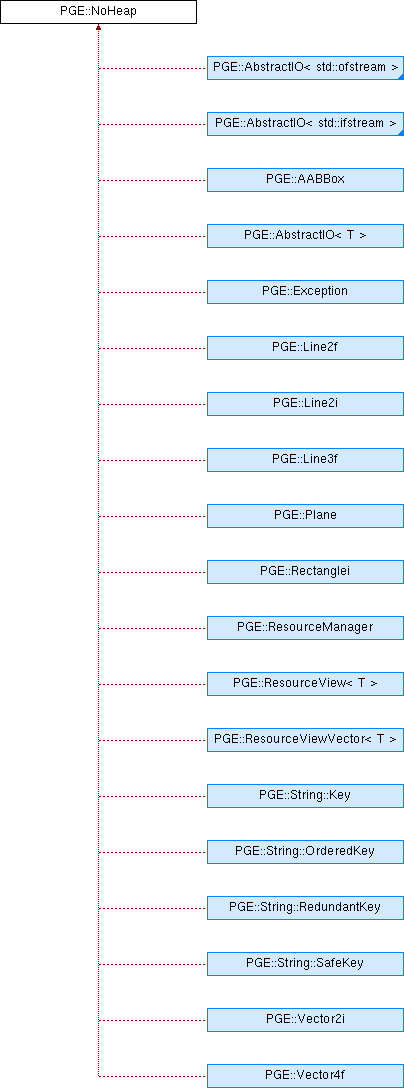 PGE::NoHeap
PGE::AbstractIO< std::ofstream >
PGE::AbstractIO< std::ifstream >
PGE::AABBox
PGE::AbstractIO< T >
PGE::Exception
PGE::Line2f
PGE::Line2i
PGE::Line3f
PGE::Plane
PGE::Rectanglei
PGE::ResourceManager
PGE::ResourceView< T >
PGE::ResourceViewVector< T >
PGE::String::Key
PGE::String::OrderedKey
PGE::String::RedundantKey
PGE::String::SafeKey
PGE::Vector2i
PGE::Vector4f